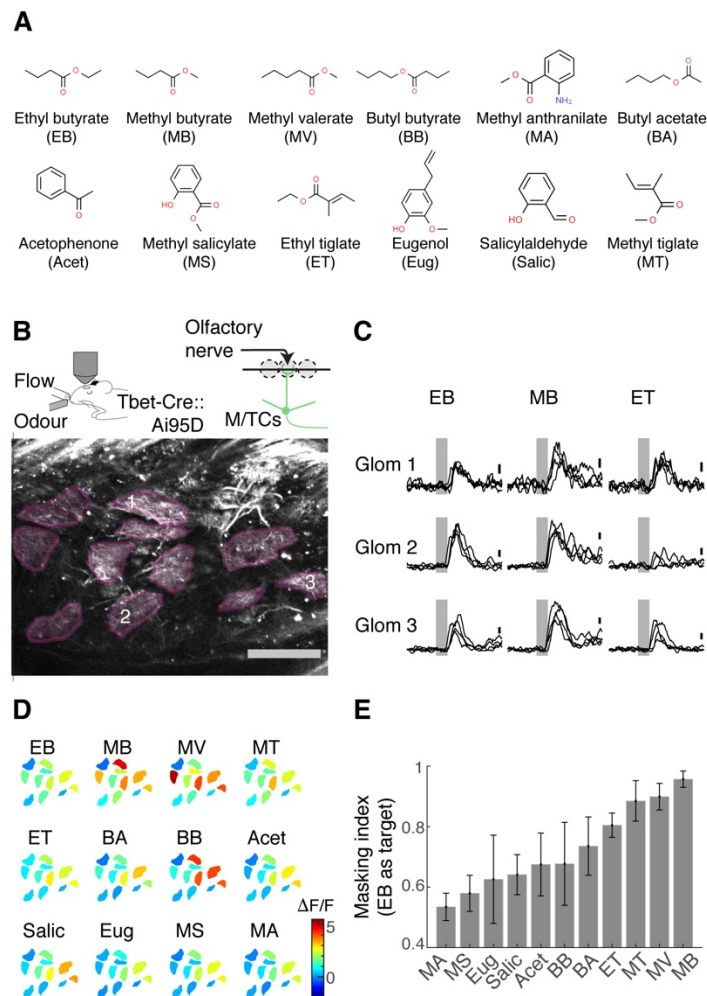 A
Ethyl butyrate Methyl butyrate Methyl valerate Butyl butyrate Methyl anthranilate Butyl acetate
(EB) (MB) (MV) (BB) (MA) (BA)
Acetophenone Methyl salicylate Ethyl tiglate Eugenol Salicylaldehyde Methyl tiglate
(Acet) (MS) (ET) (Eug) (Salic) (MT)
B
Olfactory
nerve
Flow
Odour
Tbet-Cre::
Ai95D
M/TCs
1
2
3
C
EB MB ET
Glom 1
Glom 2
Glom 3
D
EB MB MV MT
ET BA BB Acet
Salic Eug MS MA
ΔF/F
5
0
E
Masking index
(EB as target)
1
0.8
0.6
0.4
MA MS Eug Salic Acet BB BA ET MT MV MB